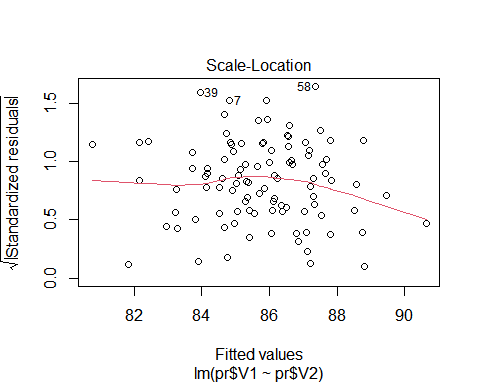 Scale-Location
√|Standardized residuals|
1.5
1.0
0.5
0.0
39
7
58
82 84 86 88 90
Fitted values
lm(pr$V1 ~ pr$V2)